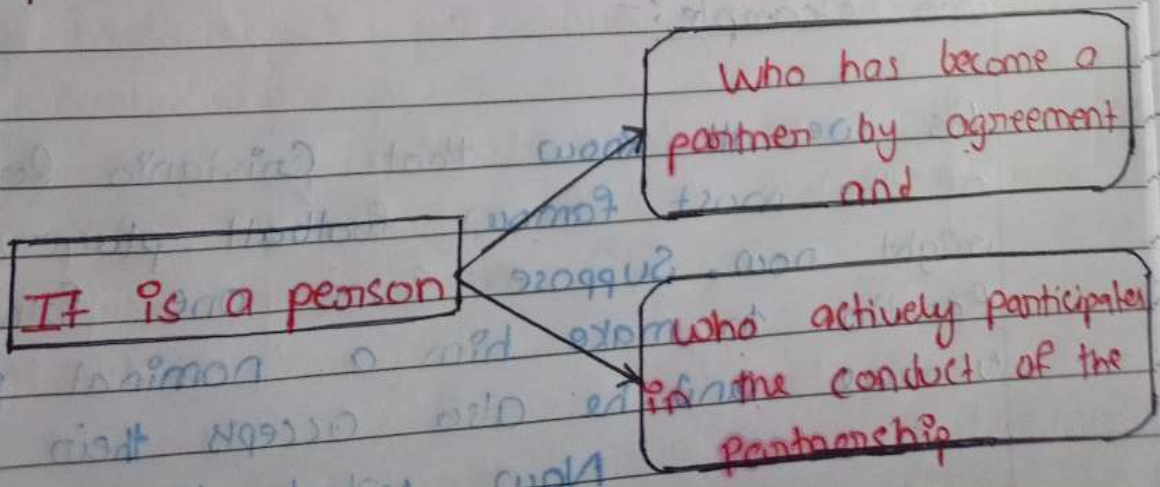 It is a person
Who has become a
partner by agreement
and
who actively participates
in the conduct of the
partnership